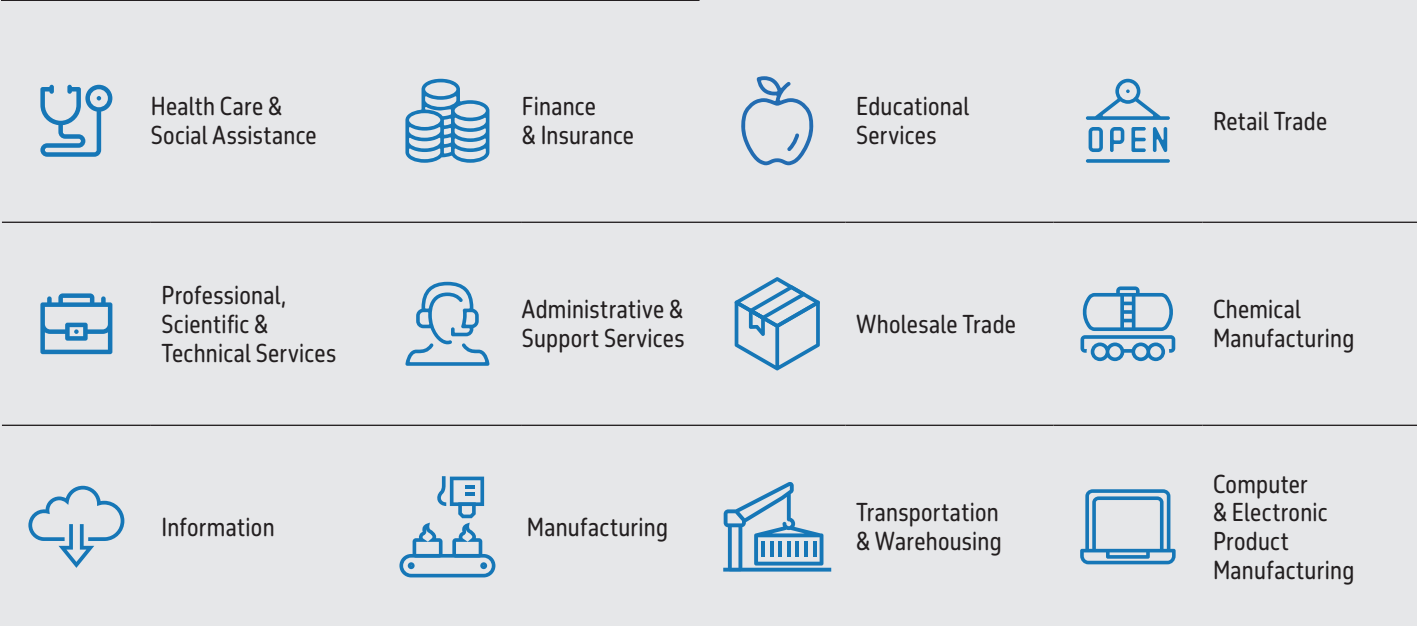 Health Care &
Social Assistance
Finance
& Insurance
Educational
Services
OPEN
Retail Trade
Professional,
Scientific &
Technical Services
Administrative &
Support Services
Wholesale Trade
Chemical
Manufacturing
Information
Manufacturing
Transportation
& Warehousing
Computer
& Electronic
Product
Manufacturing